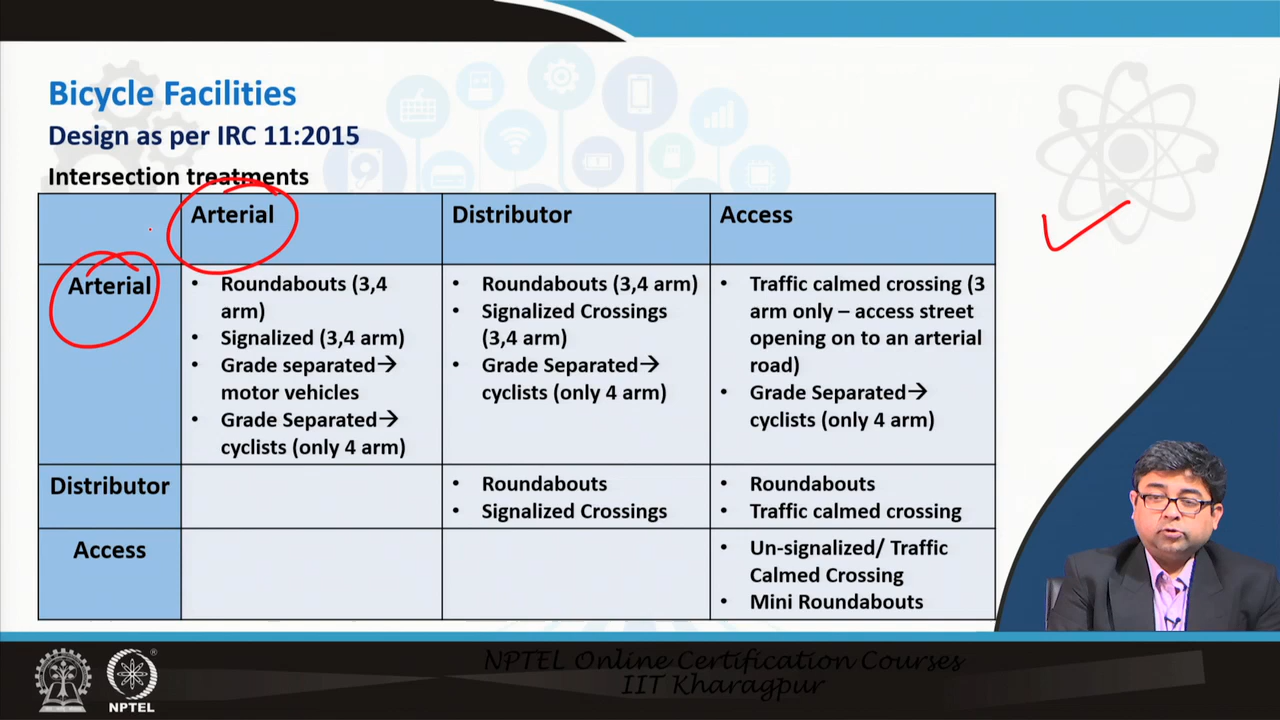 Bicycle Facilities
Design as per IRC 11:2015
Intersection treatments
Arterial
Distributor
Access
Arterial
• Roundabouts (3,4
arm)
• Signalized (3,4 arm)
• Grade separated→
motor vehicles
• Grade Separated→
cyclists (only 4 arm)
• Roundabouts (3,4 arm)
• Signalized Crossings
(3,4 arm)
• Grade Separated→
cyclists (only 4 arm)
• Traffic calmed crossing (3
arm only – access street
opening on to an arterial
road)
• Grade Separated→
cyclists (only 4 arm)
Distributor
• Roundabouts
• Signalized Crossings
• Roundabouts
• Traffic calmed crossing
Access
• Un-signalized/ Traffic
Calmed Crossing
• Mini Roundabouts
NPTEL Online Certification Courses
IIT Kharagpur
NPTEL